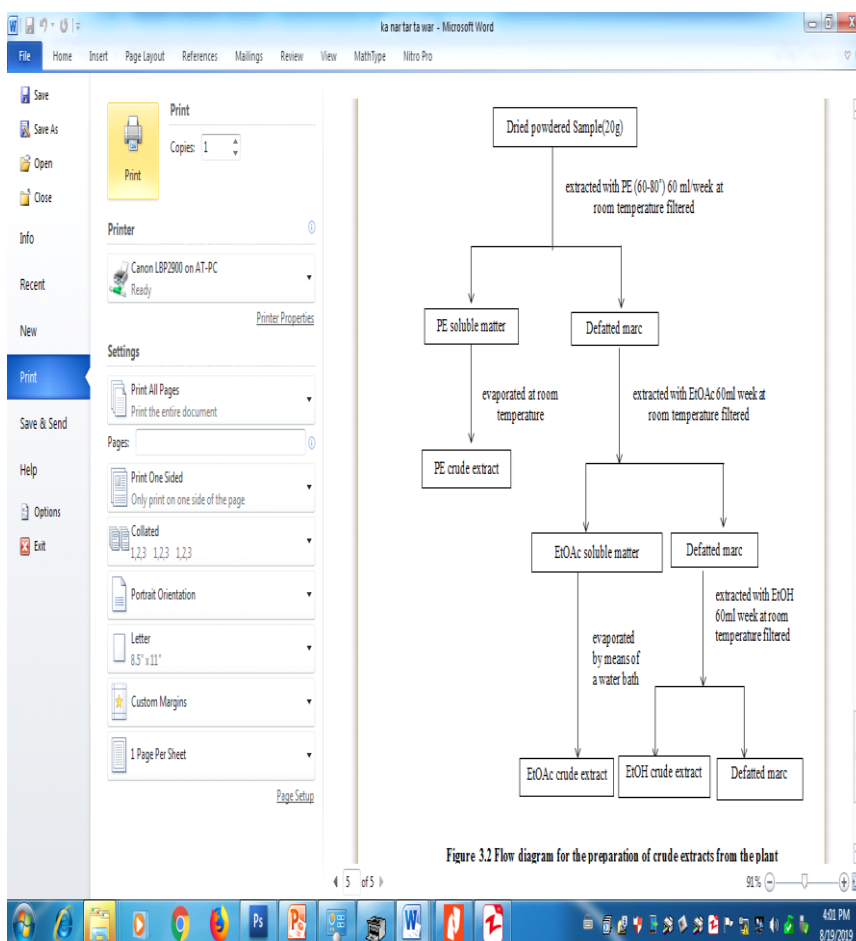 ka nar tar ta war - Microsoft Word
File Home Insert Page Layout References Mailings Review View MathType Nitro Pro
Save
Save As
Open
Close
Info
Recent
New
Print
Save & Send
Help
Options
Exit
Print
Print
Copies: 1
Printer
Canon LBP2900 on AT-PC
Ready
Printer Properties
Settings
Print All Pages
Print the entire document
Pages:
Print One Sided
Only print on one side of the page
Collated
1,2,3 1,2,3 1,2,3
Portrait Orientation
Letter
8.5" x 11"
Custom Margins
1 Page Per Sheet
Page Setup
Dried powdered Sample(20g)
extracted with PE (60-80°) 60 ml/week at
room temperature filtered
PE soluble matter
Defatted marc
evaporated at room
temperature
extracted with EtOAc 60ml week at
room temperature filtered
PE crude extract
EtOAc soluble matter
Defatted marc
extracted with EtOH
60ml week at room
temperature filtered
evaporated
by means of
a water bath
EtOAc crude extract
EtOH crude extract
Defatted marc
Figure 3.2 Flow diagram for the preparation of crude extracts from the plant
5 of 5
91%
Ps
4:01 PM
8/19/2019